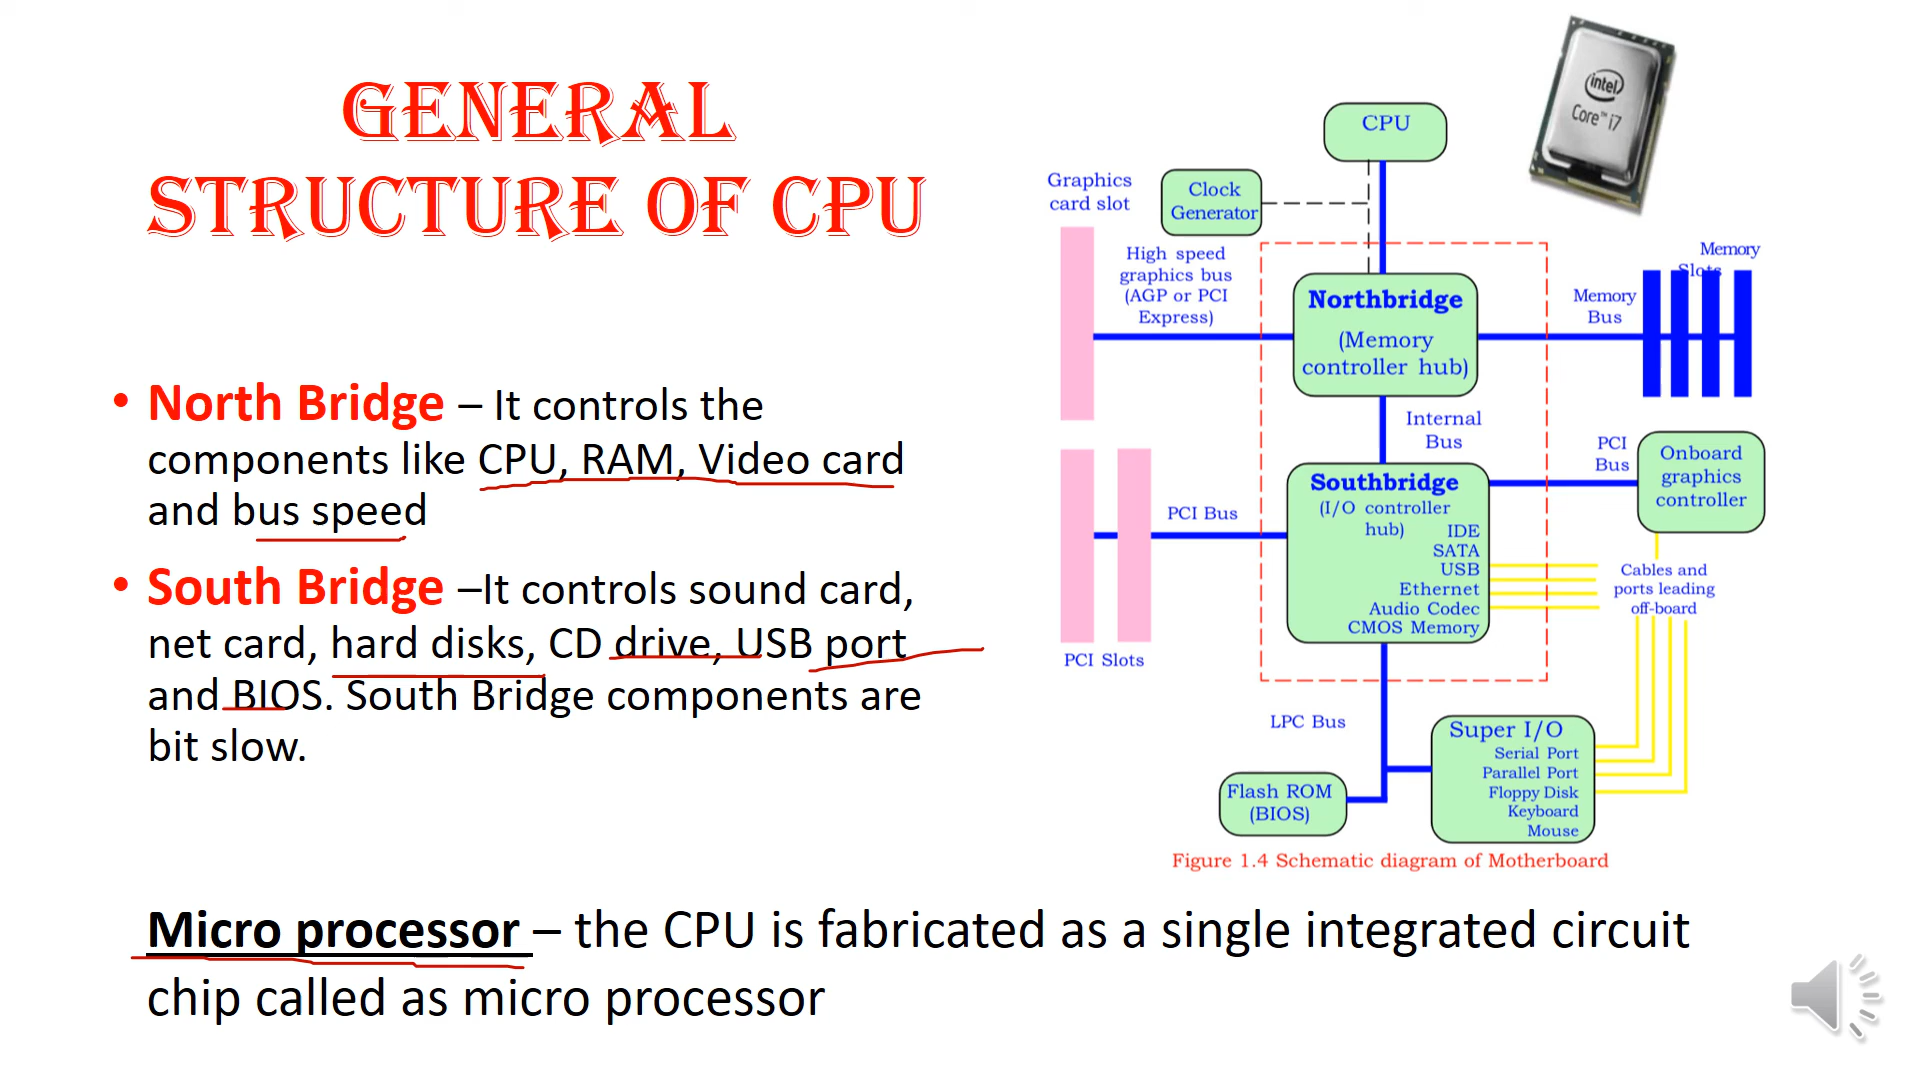 GENERAL
STRUCTURE OF CPU
• North Bridge – It controls the
components like CPU, RAM, Video card
and bus speed
• South Bridge –It controls sound card,
net card, hard disks, CD drive, USB port
and BIOS. South Bridge components are
bit slow.
Micro processor – the CPU is fabricated as a single integrated circuit
chip called as micro processor
intel
Core™ i7
CPU
Clock
Generator
Graphics
card slot
High speed
graphics bus
(AGP or PCI
Express)
Northbridge
(Memory
controller hub)
Memory
Slots
Memory
Bus
Internal
Bus
PCI
Bus
Onboard
graphics
controller
Southbridge
(I/O controller
hub)
IDE
SATA
USB
Ethernet
Audio Codec
CMOS Memory
PCI Bus
PCI Slots
Cables and
ports leading
off-board
LPC Bus
Super I/O
Serial Port
Parallel Port
Floppy Disk
Keyboard
Mouse
Flash ROM
(BIOS)
Figure 1.4 Schematic diagram of Motherboard